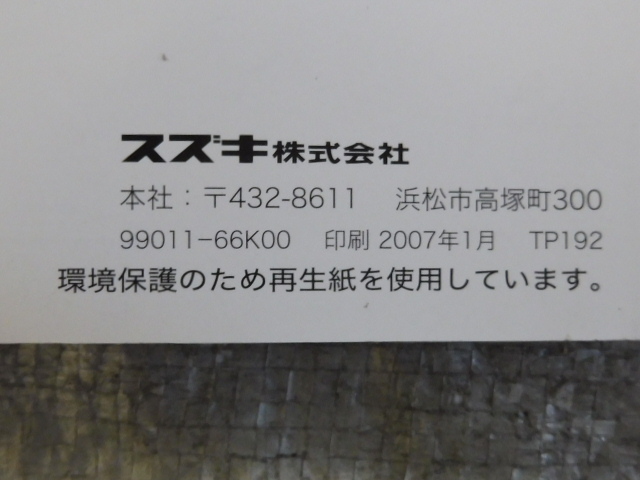 スズキ株式会社
本社：〒432-8611　浜松市高塚町300
99011−66K00　印刷 2007年1月　TP192
環境保護のため再生紙を使用しています。